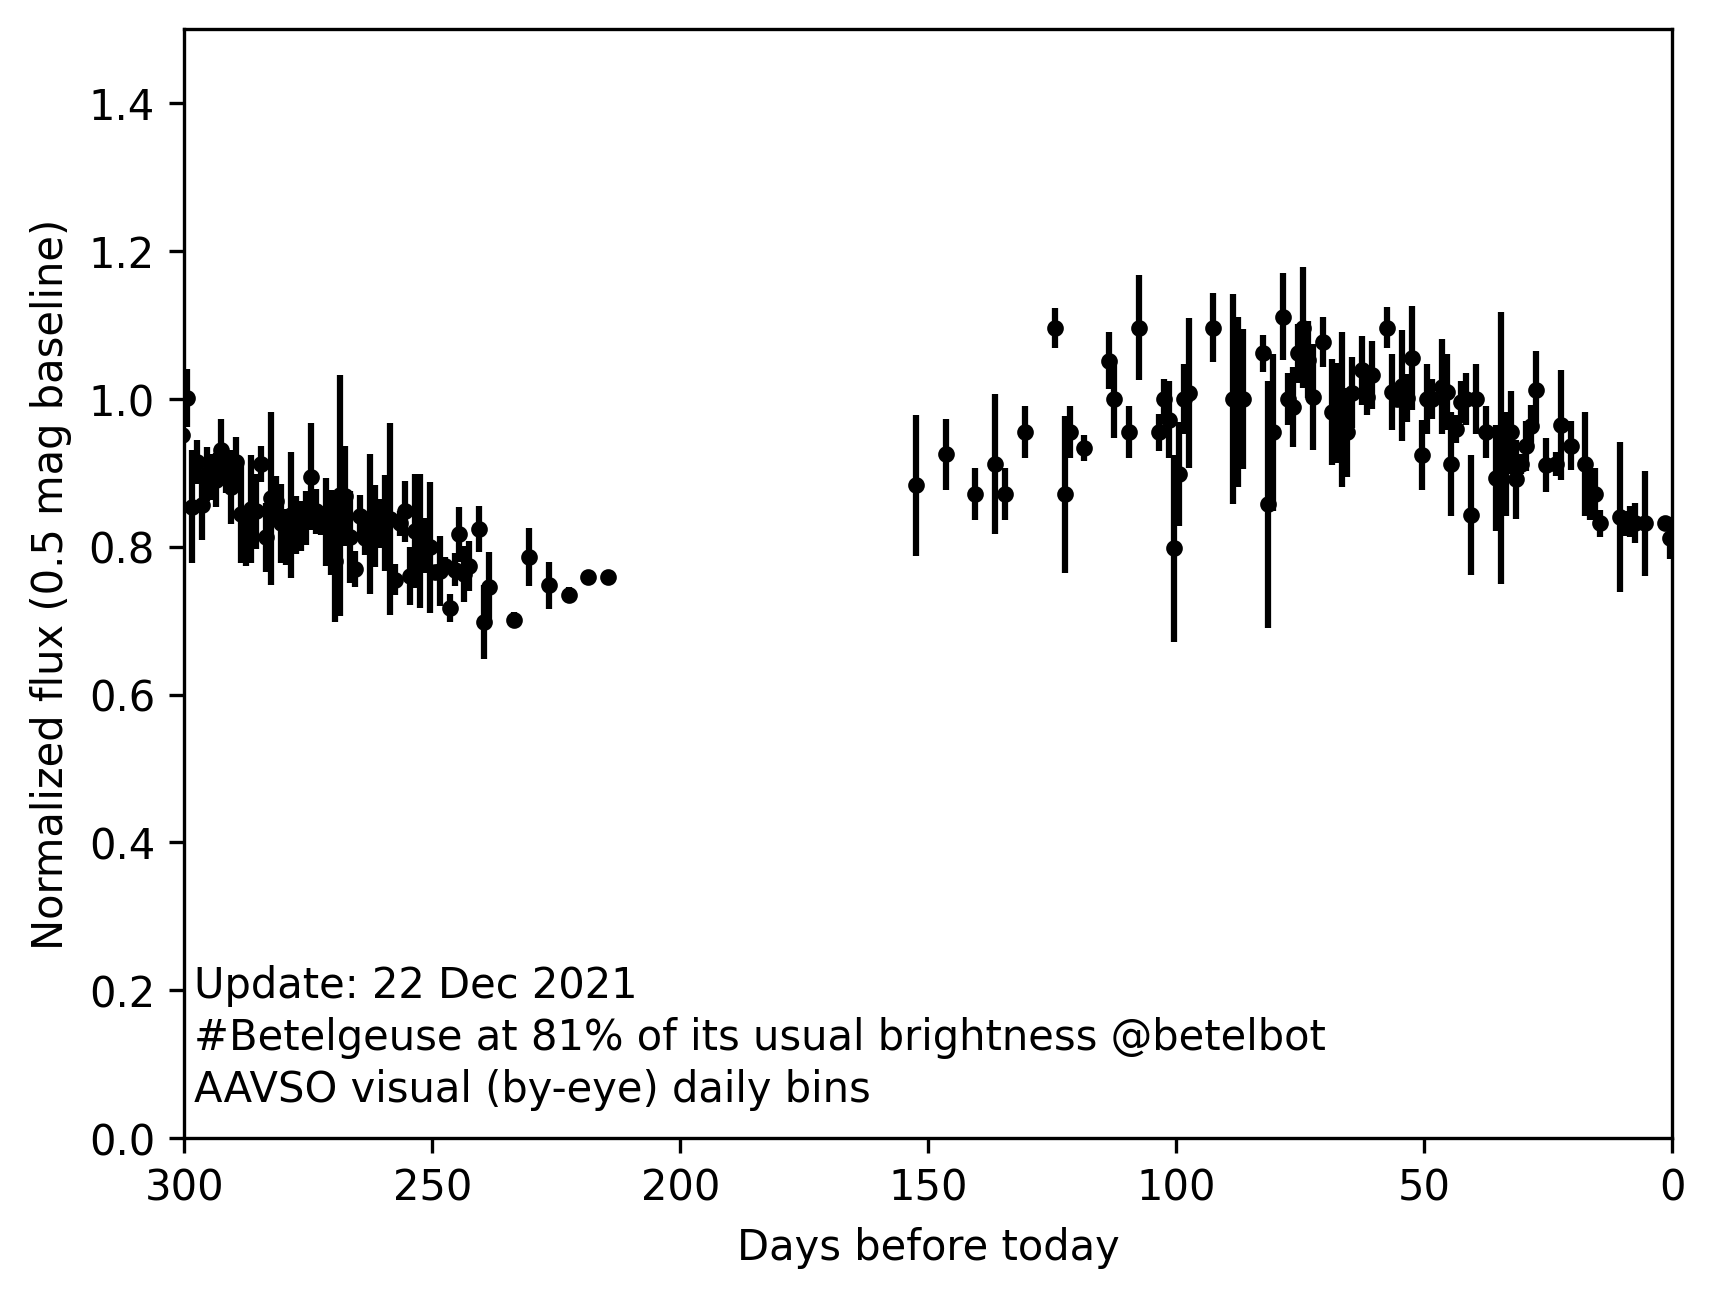 Normalized flux (0.5 mag baseline)
1.4
1.2
1.0
0.8
0.6
0.4
0.2
0.0
Update: 22 Dec 2021
#Betelgeuse at 81% of its usual brightness @betelbot
AAVSO visual (by-eye) daily bins
300 250 200 150 100 50 0
Days before today